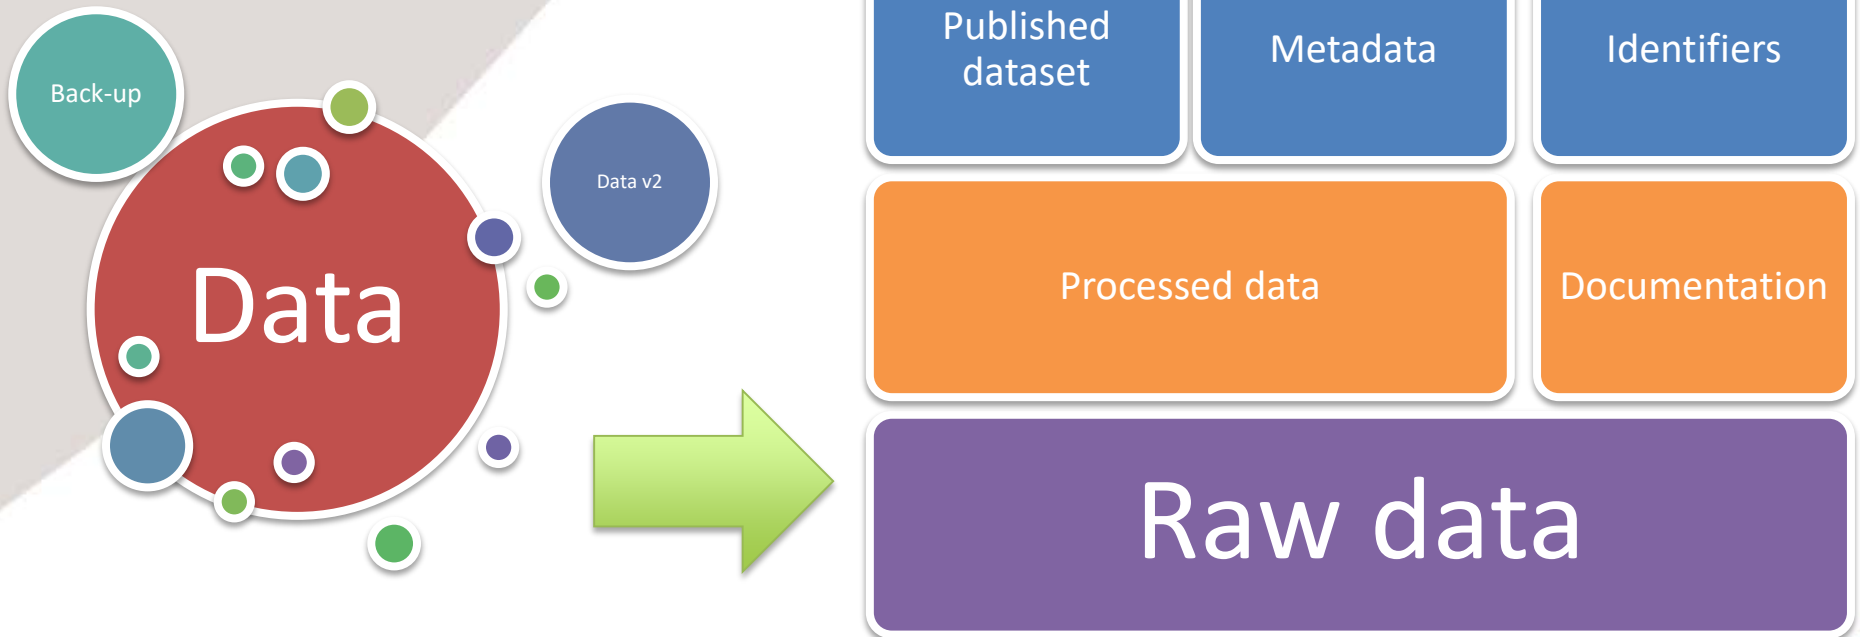 Back-up
Data v2
Data
Published
dataset
Metadata
Identifiers
Processed data
Documentation
Raw data